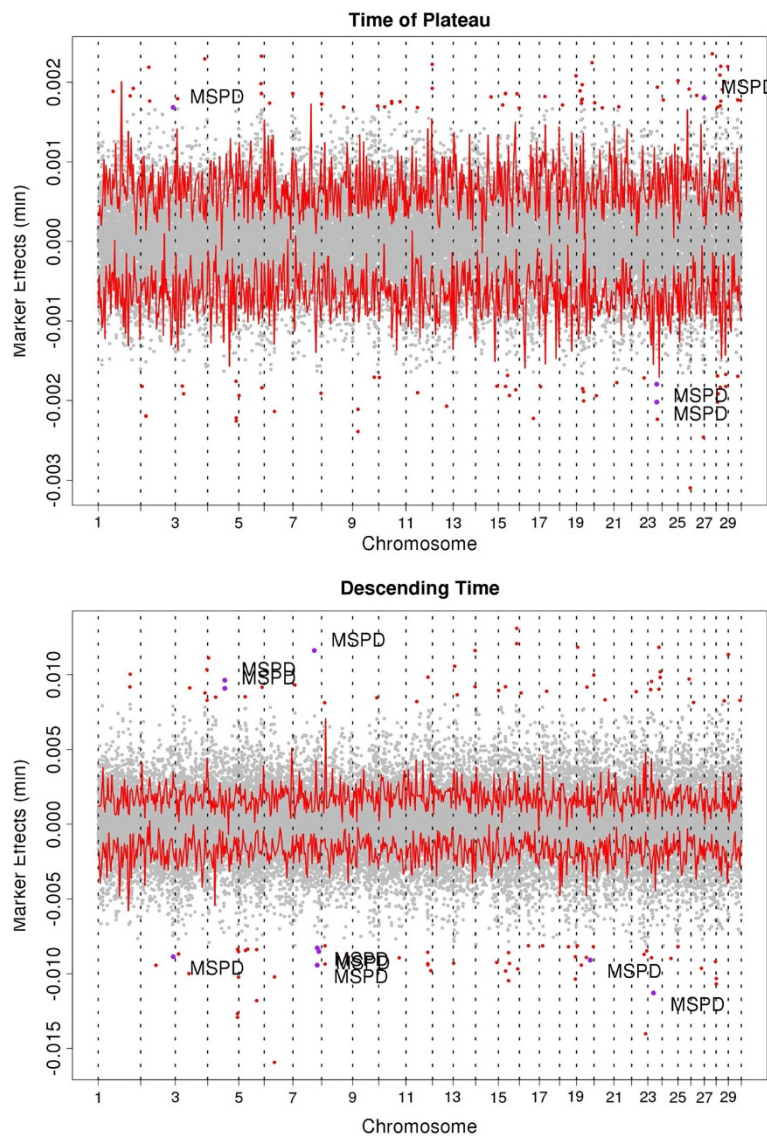 Time of Plateau
Marker Effects (min)
0.002
0.001
0.000
-0.001
-0.002
-0.003
MSPD
MSPD
MSPD
MSPD
1 3 5 7 9 11 13 15 17 19 21 23 25 27 29
Chromosome
Descending Time
Marker Effects (min)
0.010
0.005
0.000
-0.005
-0.010
-0.015
MSPD
MSPD
MSPD
MSPD
MSPD
MSPD
MSPD
MSPD
MSPD
1 3 5 7 9 11 13 15 17 19 21 23 25 27 29
Chromosome